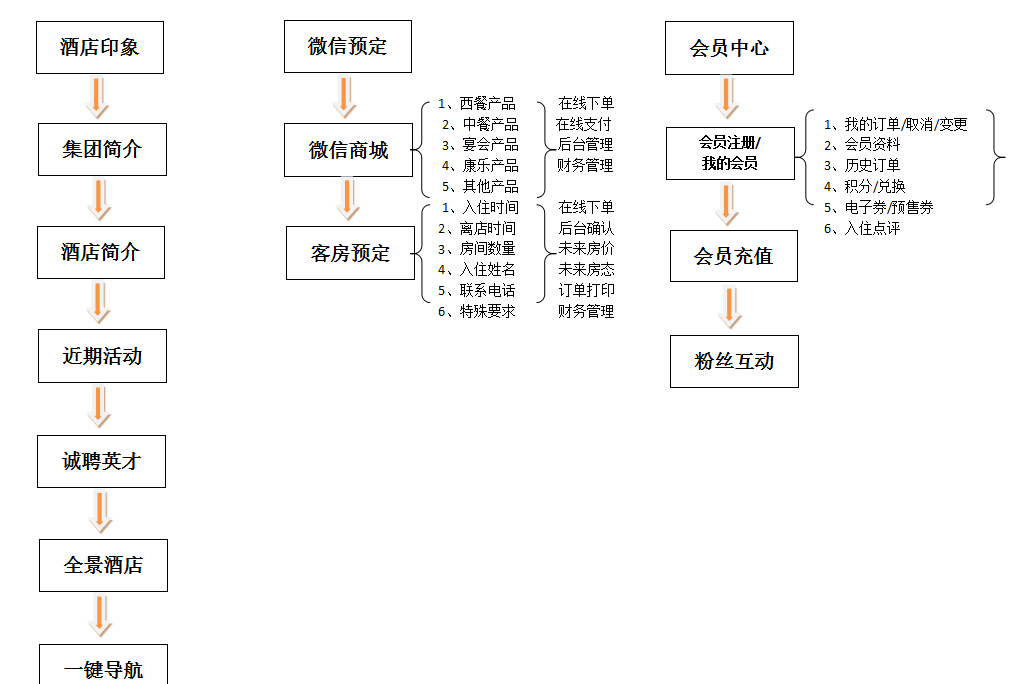 酒店印象
集团简介
酒店简介
近期活动
诚聘英才
全景酒店
一键导航
微信预定
微信商城
1、西餐产品
2、中餐产品
3、宴会产品
4、康乐产品
5、其他产品
在线下单
在线支付
后台管理
财务管理
客房预定
1、入住时间
2、离店时间
3、房间数量
4、入住姓名
5、联系电话
6、特殊要求
在线下单
后台确认
未来房价
未来房态
订单打印
财务管理
会员中心
会员注册/
我的会员
1、我的订单/取消/变更
2、会员资料
3、历史订单
4、积分/兑换
5、电子券/预售券
6、入住点评
会员充值
粉丝互动